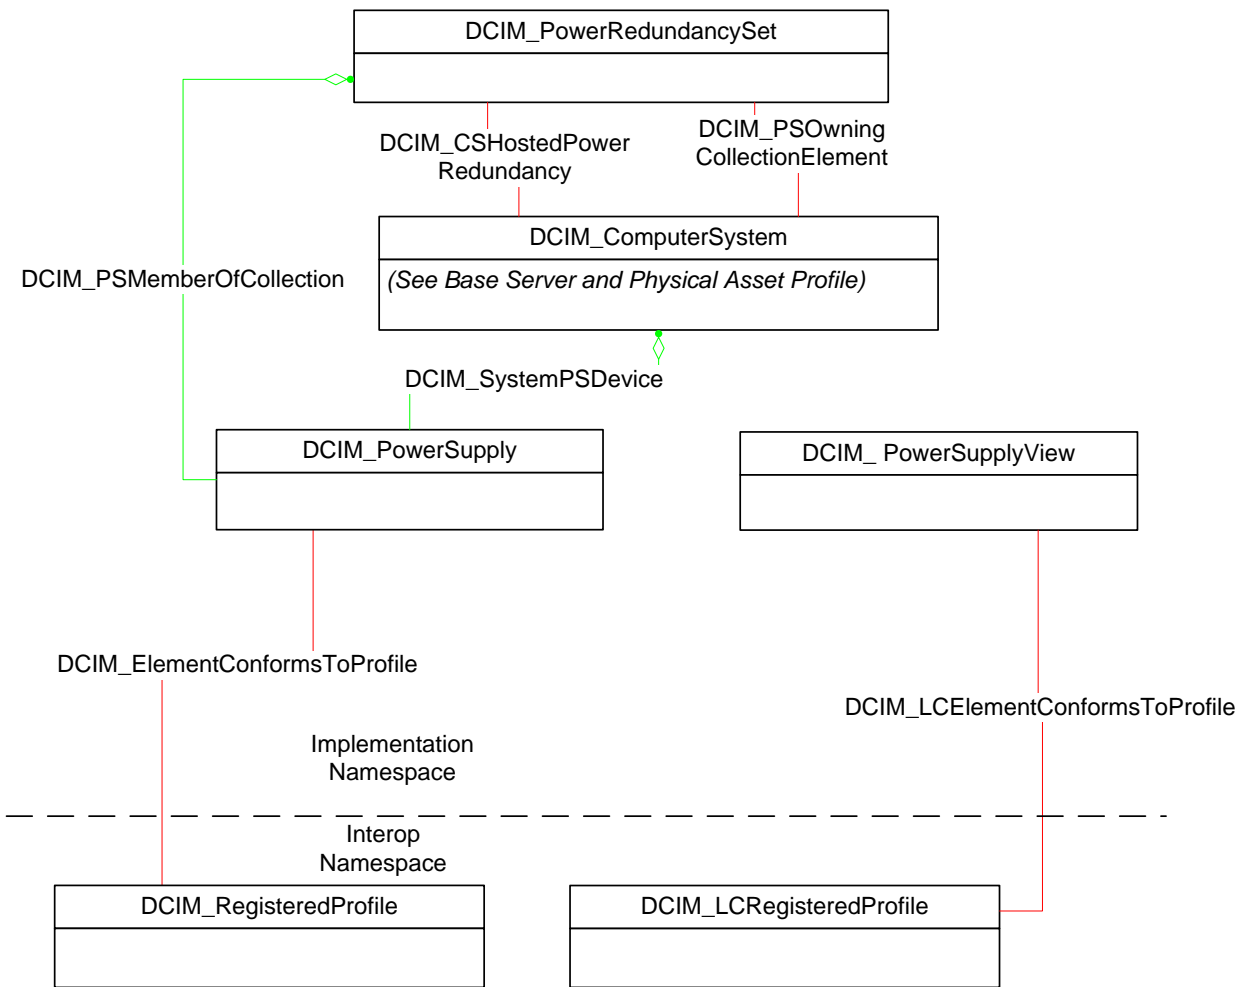 DCIM_PowerRedundancySet
DCIM_CSHostedPower
Redundancy
DCIM_PSOwning
CollectionElement
DCIM_ComputerSystem
(See Base Server and Physical Asset Profile)
DCIM_PSMemberOfCollection
DCIM_SystemPSDevice
DCIM_PowerSupply
DCIM_ PowerSupplyView
DCIM_ElementConformsToProfile
DCIM_LCElementConformsToProfile
Implementation
Namespace
Interop
Namespace
DCIM_RegisteredProfile
DCIM_LCRegisteredProfile